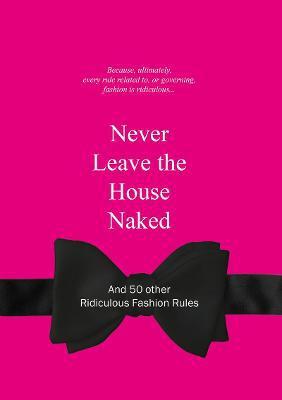 Because, ultimately,
every rule related to, or governing,
fashion is ridiculous...
Never
Leave the
House
Naked
And 50 other
Ridiculous Fashion Rules